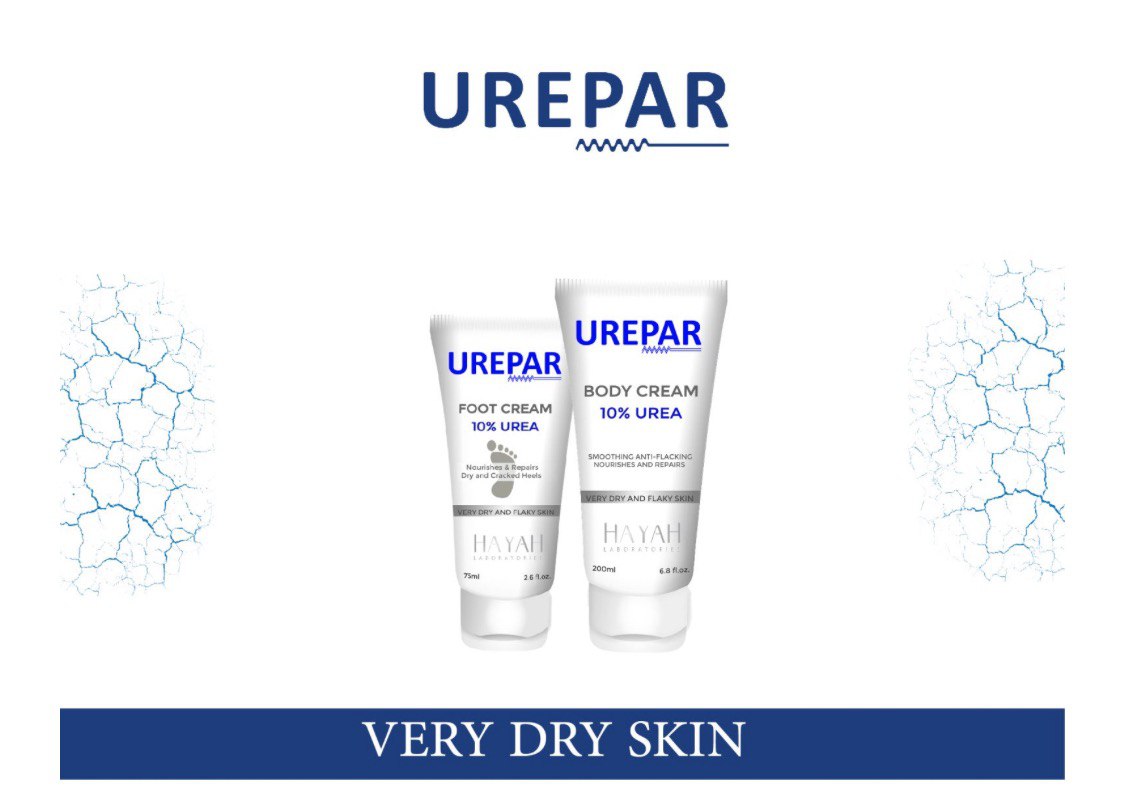 UREPAR
UREPAR
FOOT CREAM
10% UREA
Nourishes & Repairs
Dry and Cracked Heels
VERY DRY AND FLAKY SKIN
HAYAH
LABORATORIES
75ml 2.6 fl.oz.
UREPAR
BODY CREAM
10% UREA
SMOOTHING ANTI-FLACKING
NOURISHES AND REPAIRS
VERY DRY AND FLAKY SKIN
HAYAH
LABORATORIES
200ml 6.8 fl.oz.
VERY DRY SKIN